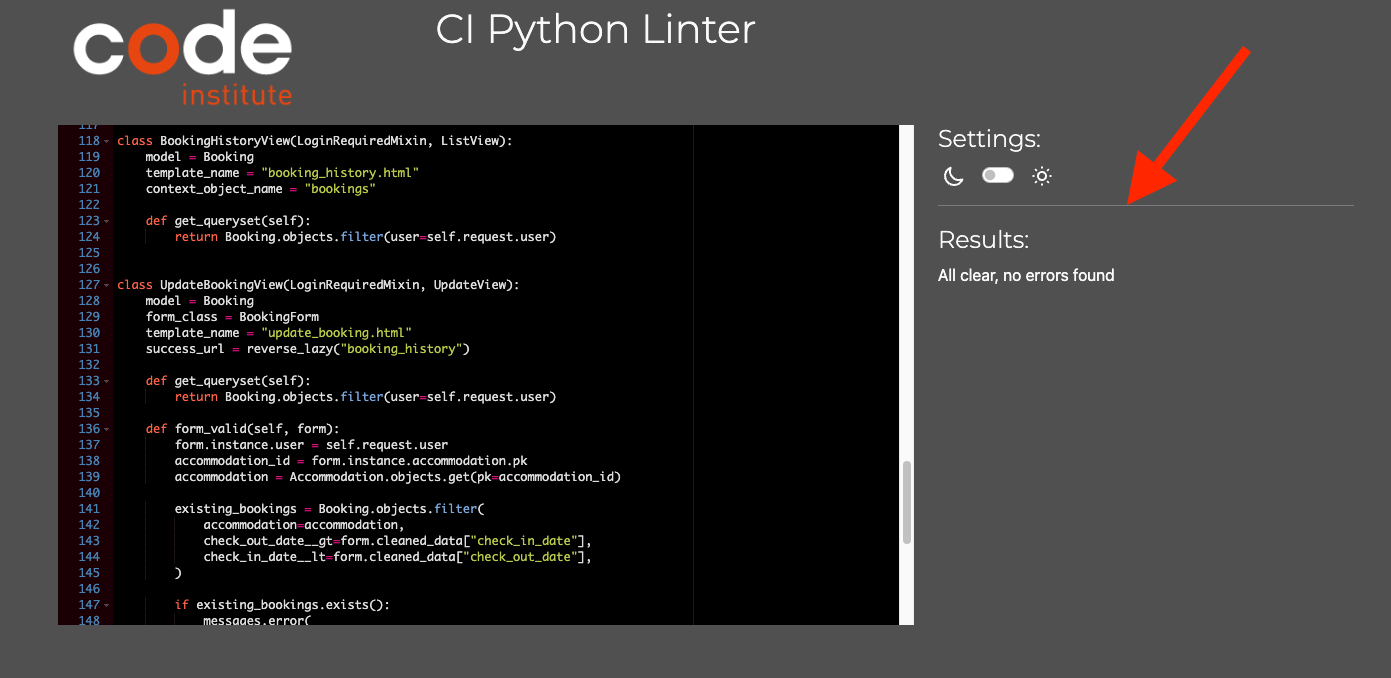 code
institute
CI Python Linter
117
118 class BookingHistoryView(LoginRequiredMixin, ListView):
119     model = Booking
120     template_name = "booking_history.html"
121     context_object_name = "bookings"
122
123     def get_queryset(self):
124         return Booking.objects.filter(user=self.request.user)
125
126
127 class UpdateBookingView(LoginRequiredMixin, UpdateView):
128     model = Booking
129     form_class = BookingForm
130     template_name = "update_booking.html"
131     success_url = reverse_lazy("booking_history")
132
133     def get_queryset(self):
134         return Booking.objects.filter(user=self.request.user)
135
136     def form_valid(self, form):
137         form.instance.user = self.request.user
138         accommodation_id = form.instance.accommodation.pk
139         accommodation = Accommodation.objects.get(pk=accommodation_id)
140
141         existing_bookings = Booking.objects.filter(
142             accommodation=accommodation,
143             check_out_date__gt=form.cleaned_data["check_in_date"],
144             check_in_date__lt=form.cleaned_data["check_out_date"],
145         )
146
147         if existing_bookings.exists():
148             messages.error(
Settings:
Results:
All clear, no errors found